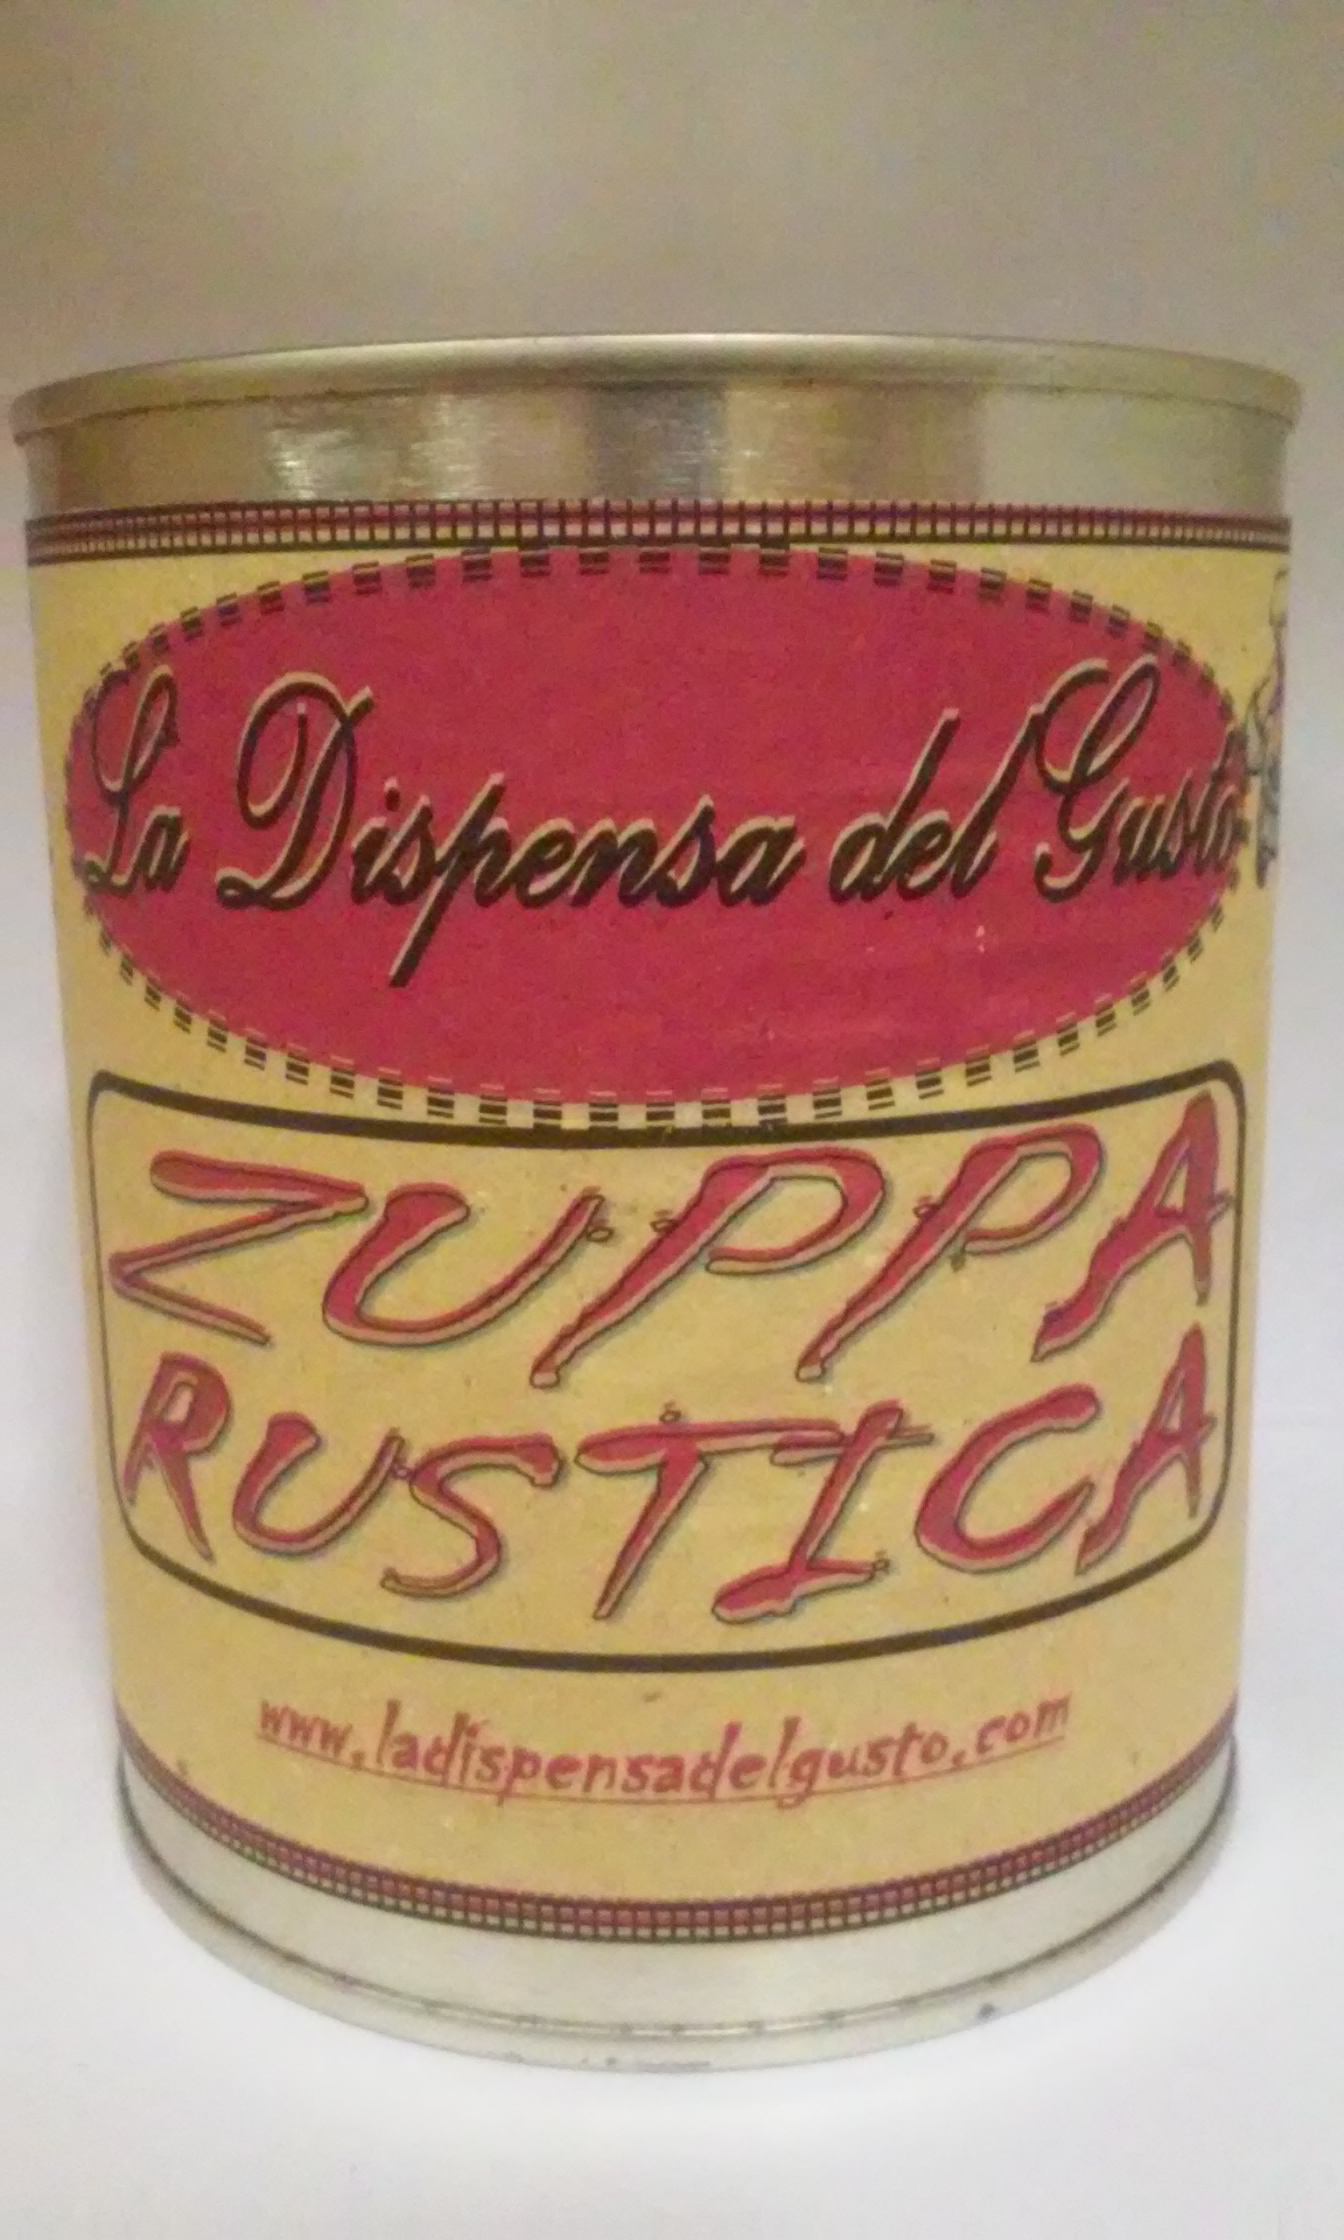 La Dispensa del Gusto
ZUPPA
RUSTICA
www.ladispensadelgusto.com